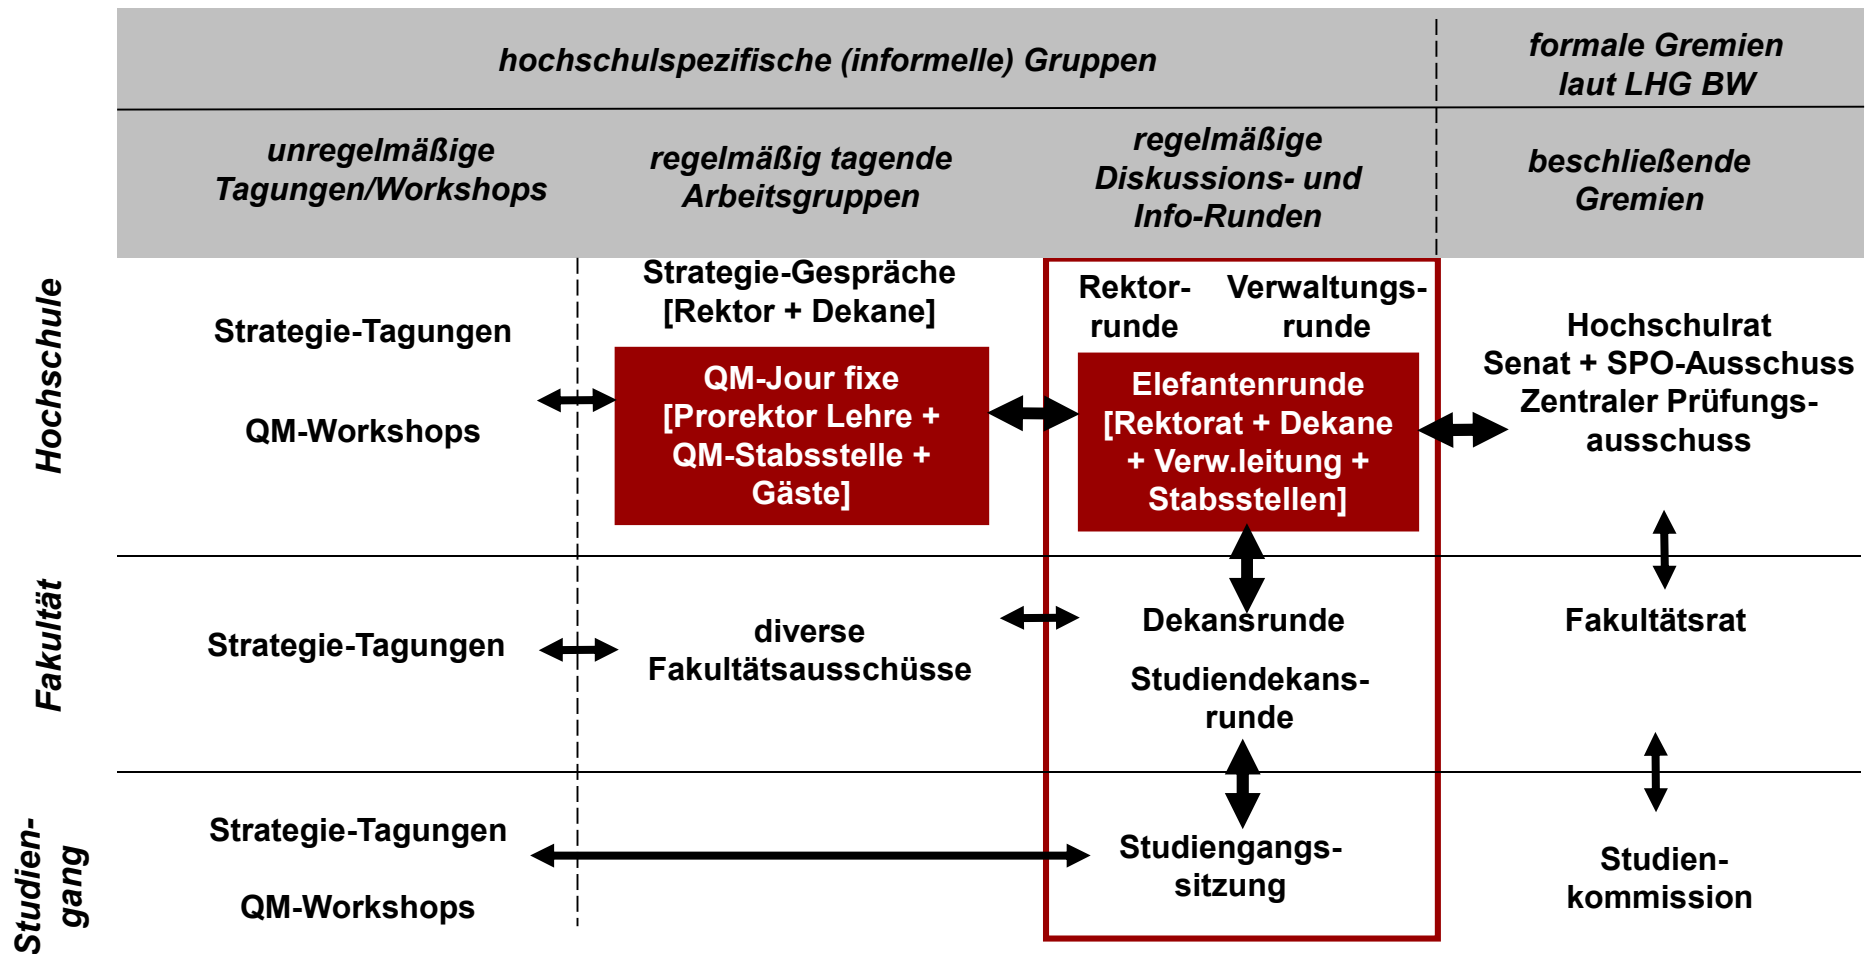 hochschulspezifische (informelle) Gruppen
formale Gremien
laut LHG BW
unregelmäßige
Tagungen/Workshops
regelmäßig tagende
Arbeitsgruppen
regelmäßige
Diskussions- und
Info-Runden
beschließende
Gremien
Hochschule
Strategie-Tagungen
QM-Workshops
Strategie-Gespräche
[Rektor + Dekane]
QM-Jour fixe
[Prorektor Lehre +
QM-Stabsstelle +
Gäste]
Rektor-
runde
Verwaltungs-
runde
Elefantenrunde
[Rektorat + Dekane
+ Verw.leitung +
Stabsstellen]
Hochschulrat
Senat + SPO-Ausschuss
Zentraler Prüfungs-
ausschuss
Fakultät
Strategie-Tagungen
diverse
Fakultätsausschüsse
Dekansrunde
Studiendekans-
runde
Fakultätsrat
Studien-
gang
Strategie-Tagungen
QM-Workshops
Studiengangs-
sitzung
Studien-
kommission